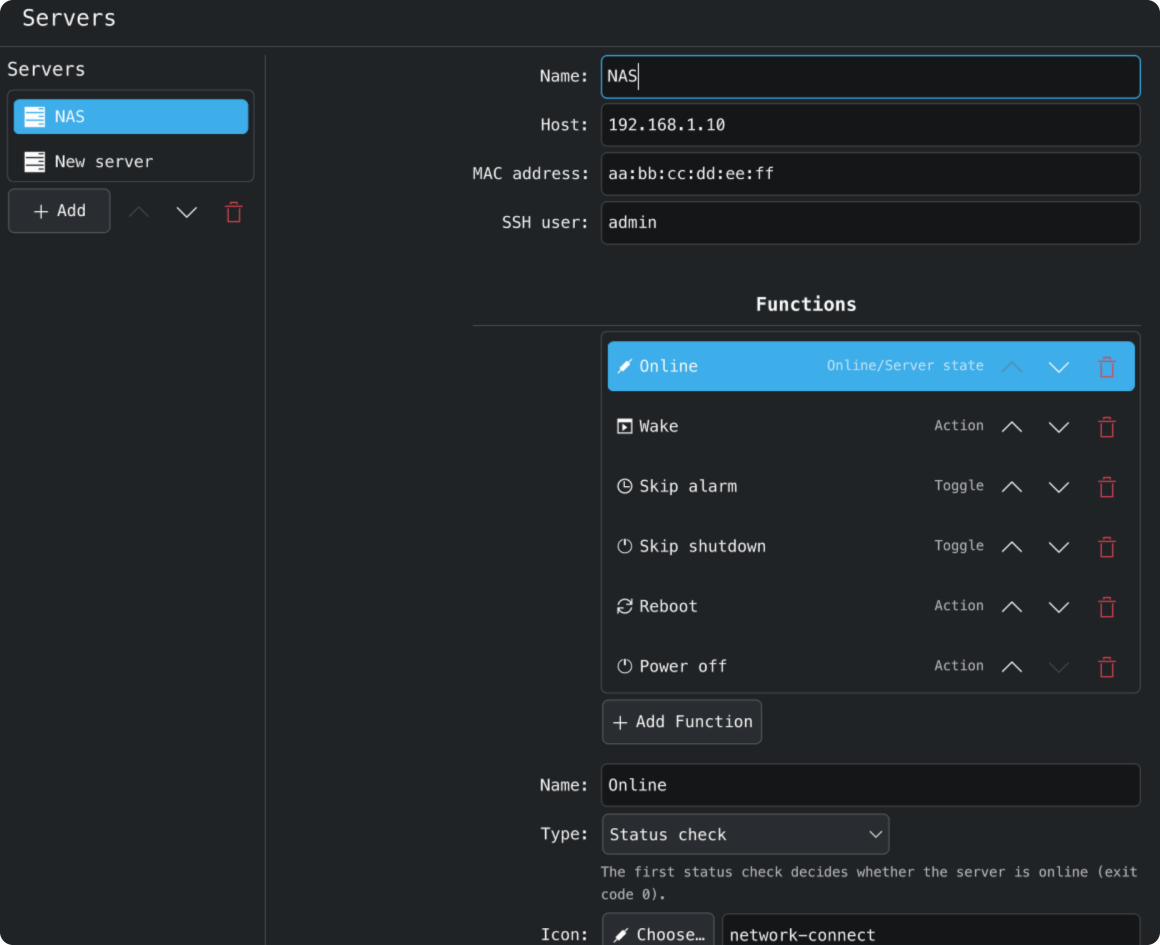 Servers
Servers
NAS
New server
+ Add
Name: NAS
Host: 192.168.1.10
MAC address: aa:bb:cc:dd:ee:ff
SSH user: admin
Functions
Online Online/Server state
Wake Action
Skip alarm Toggle
Skip shutdown Toggle
Reboot Action
Power off Action
+ Add Function
Name: Online
Type: Status check
The first status check decides whether the server is online (exit
code 0).
Icon: Choose… network-connect